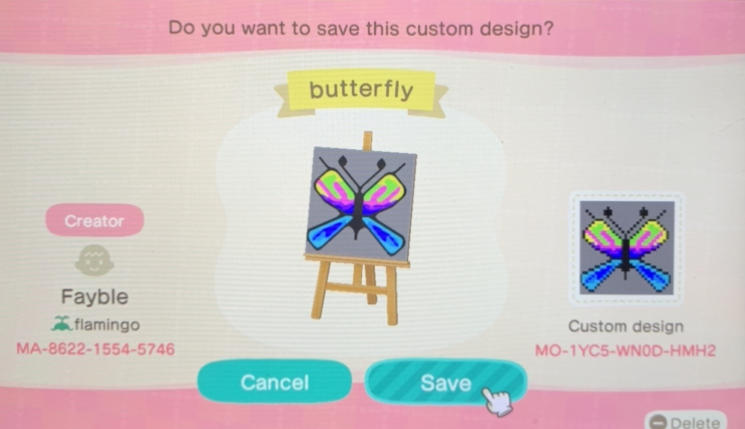 Do you want to save this custom design?
butterfly
Creator
Fayble
flamingo
MA-8622-1554-5746
Custom design
MO-1YC5-WN0D-HMH2
Cancel
Save
Delete